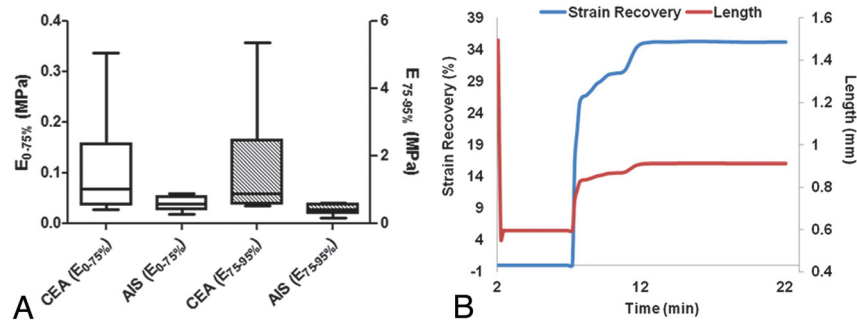 A
E0-75% (MPa)
0.4
0.3
0.2
0.1
0.0
6
4
2
0
E 75-95% (MPa)
CEA (E0-75%)
AIS (E0-75%)
CEA (E75-95%)
AIS (E75-95%)
B
Strain Recovery
Length
Strain Recovery (%)
39
34
29
24
19
14
9
4
-1
1.6
1.4
1.2
1
0.8
0.6
0.4
Length (mm)
2
12
22
Time (min)